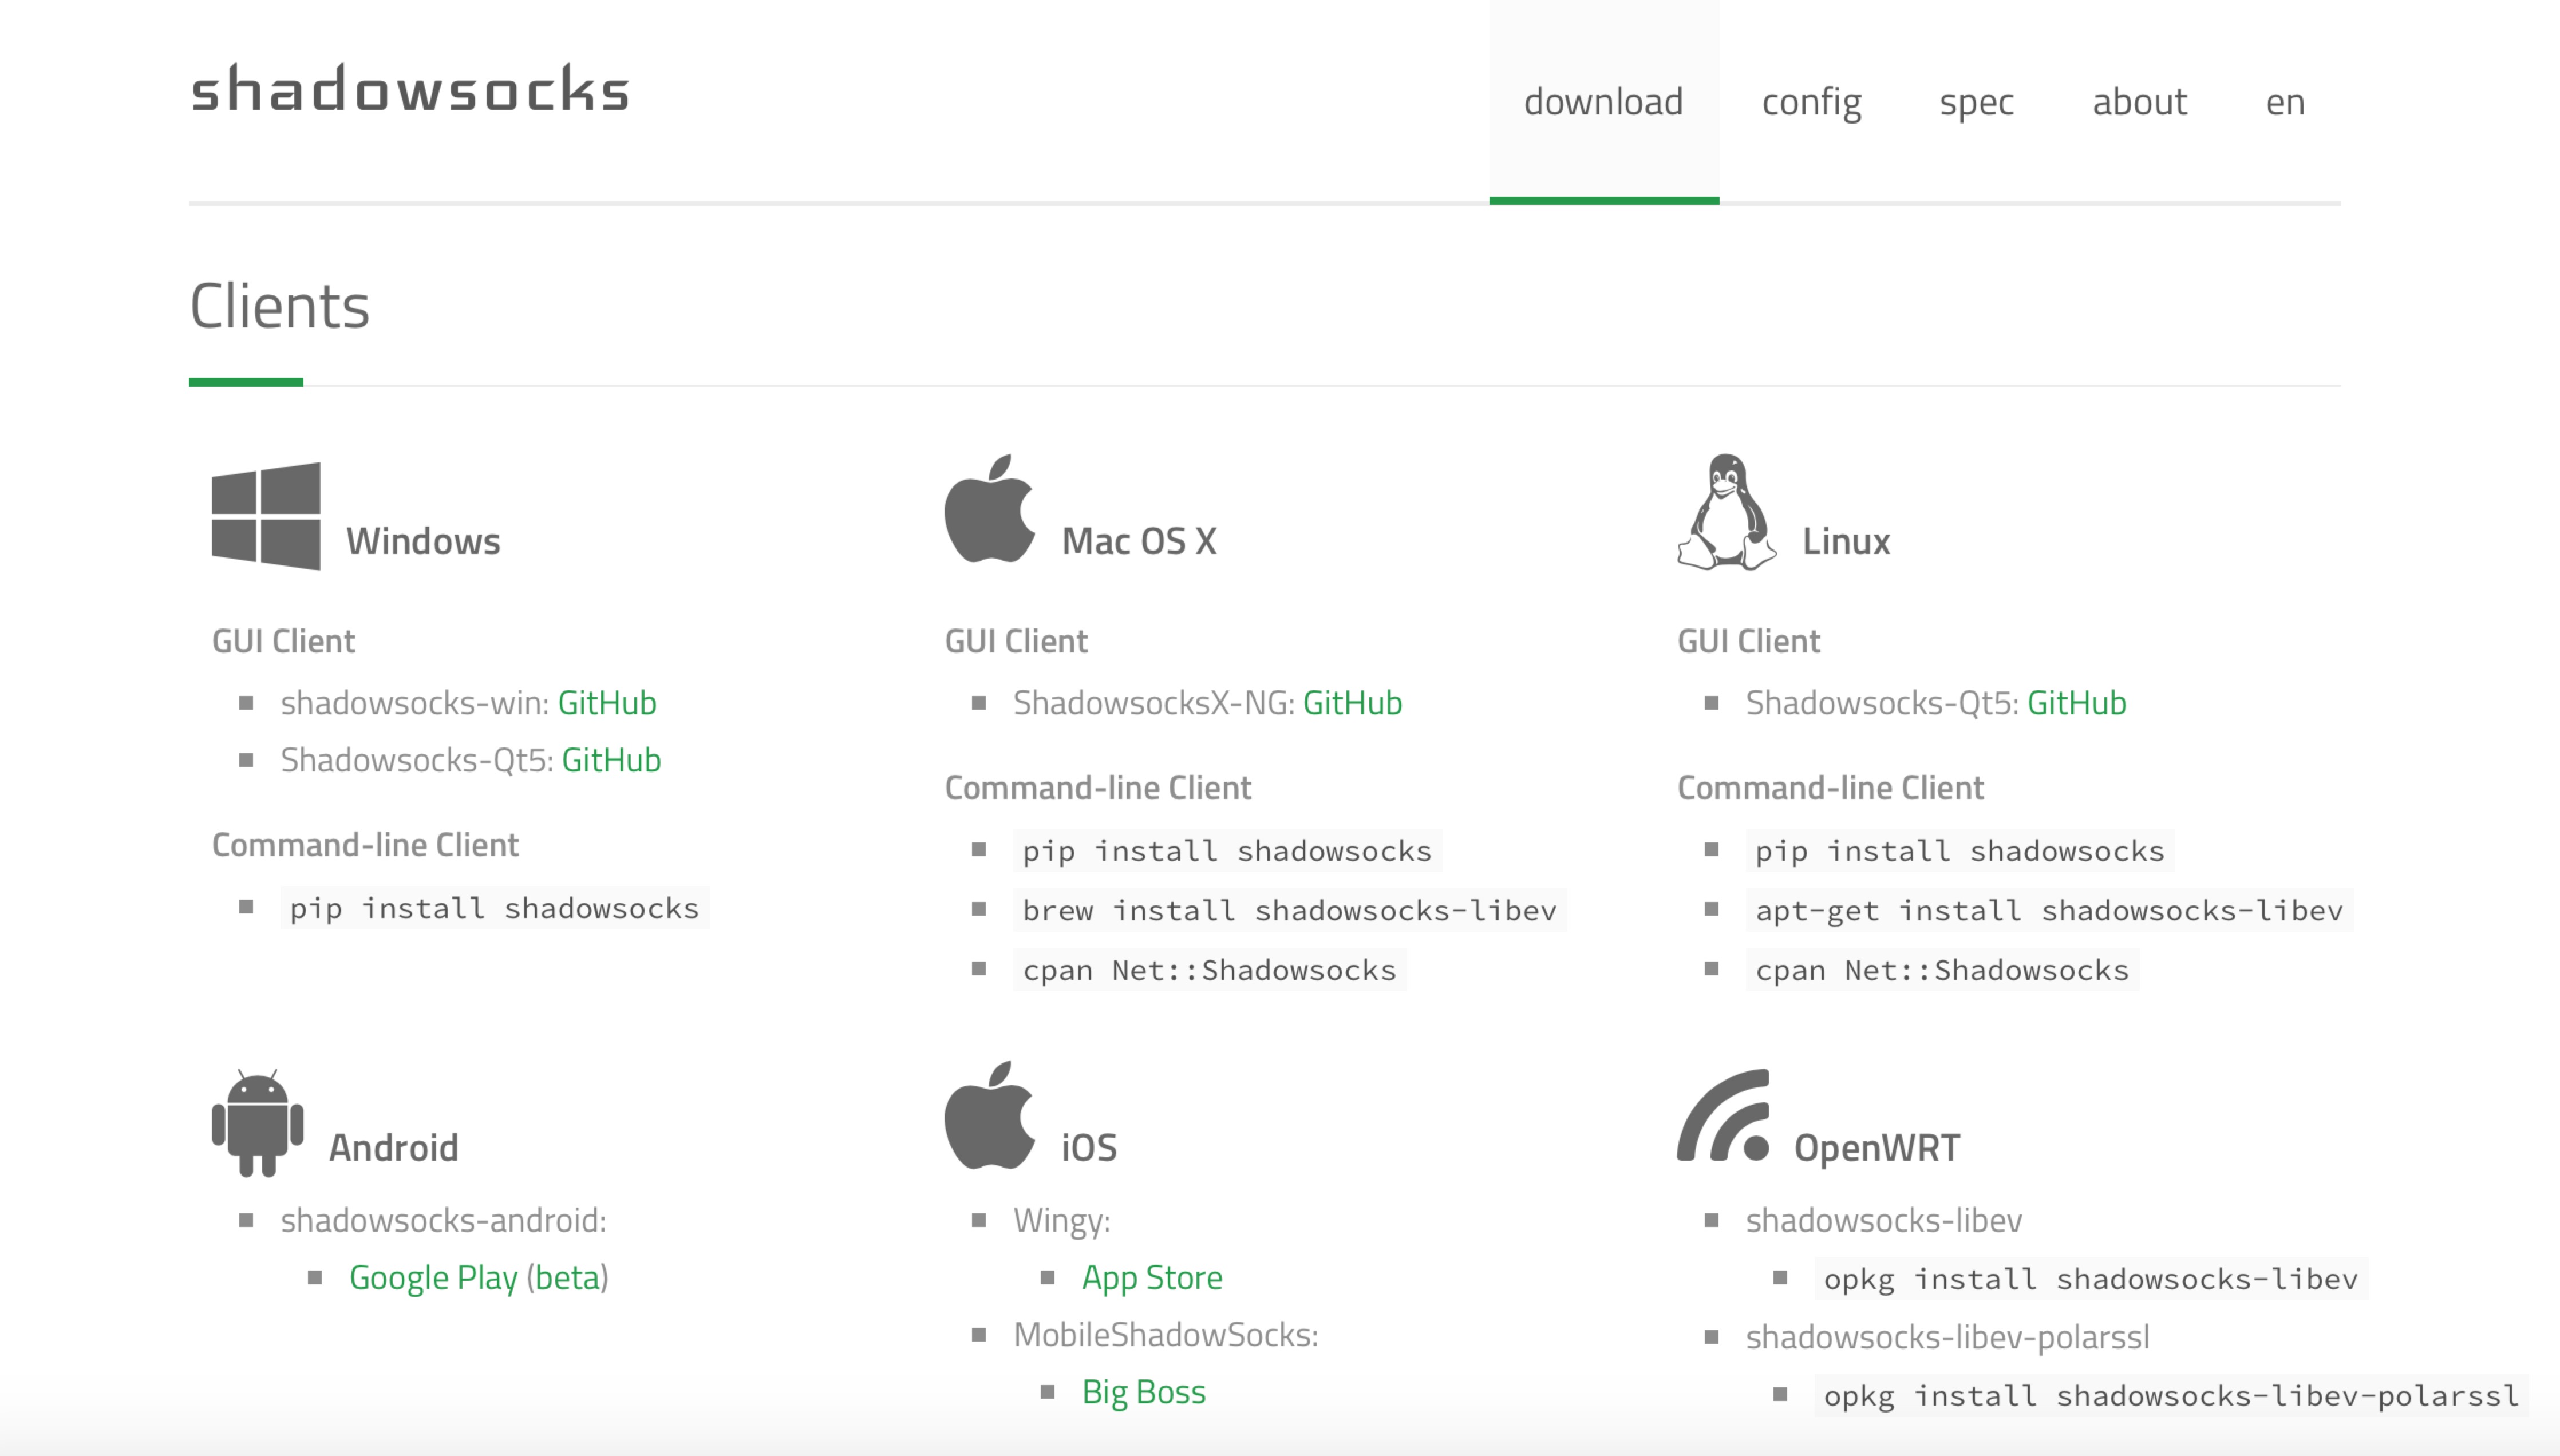 shadowsocks
download config spec about en
Clients
Windows
GUI Client
shadowsocks-win: GitHub
Shadowsocks-Qt5: GitHub
Command-line Client
pip install shadowsocks
Mac OS X
GUI Client
ShadowsocksX-NG: GitHub
Command-line Client
pip install shadowsocks
brew install shadowsocks-libev
cpan Net::Shadowsocks
Linux
GUI Client
Shadowsocks-Qt5: GitHub
Command-line Client
pip install shadowsocks
apt-get install shadowsocks-libev
cpan Net::Shadowsocks
Android
shadowsocks-android:
Google Play (beta)
iOS
Wingy:
App Store
MobileShadowSocks:
Big Boss
OpenWRT
shadowsocks-libev
opkg install shadowsocks-libev
shadowsocks-libev-polarssl
opkg install shadowsocks-libev-polarssl